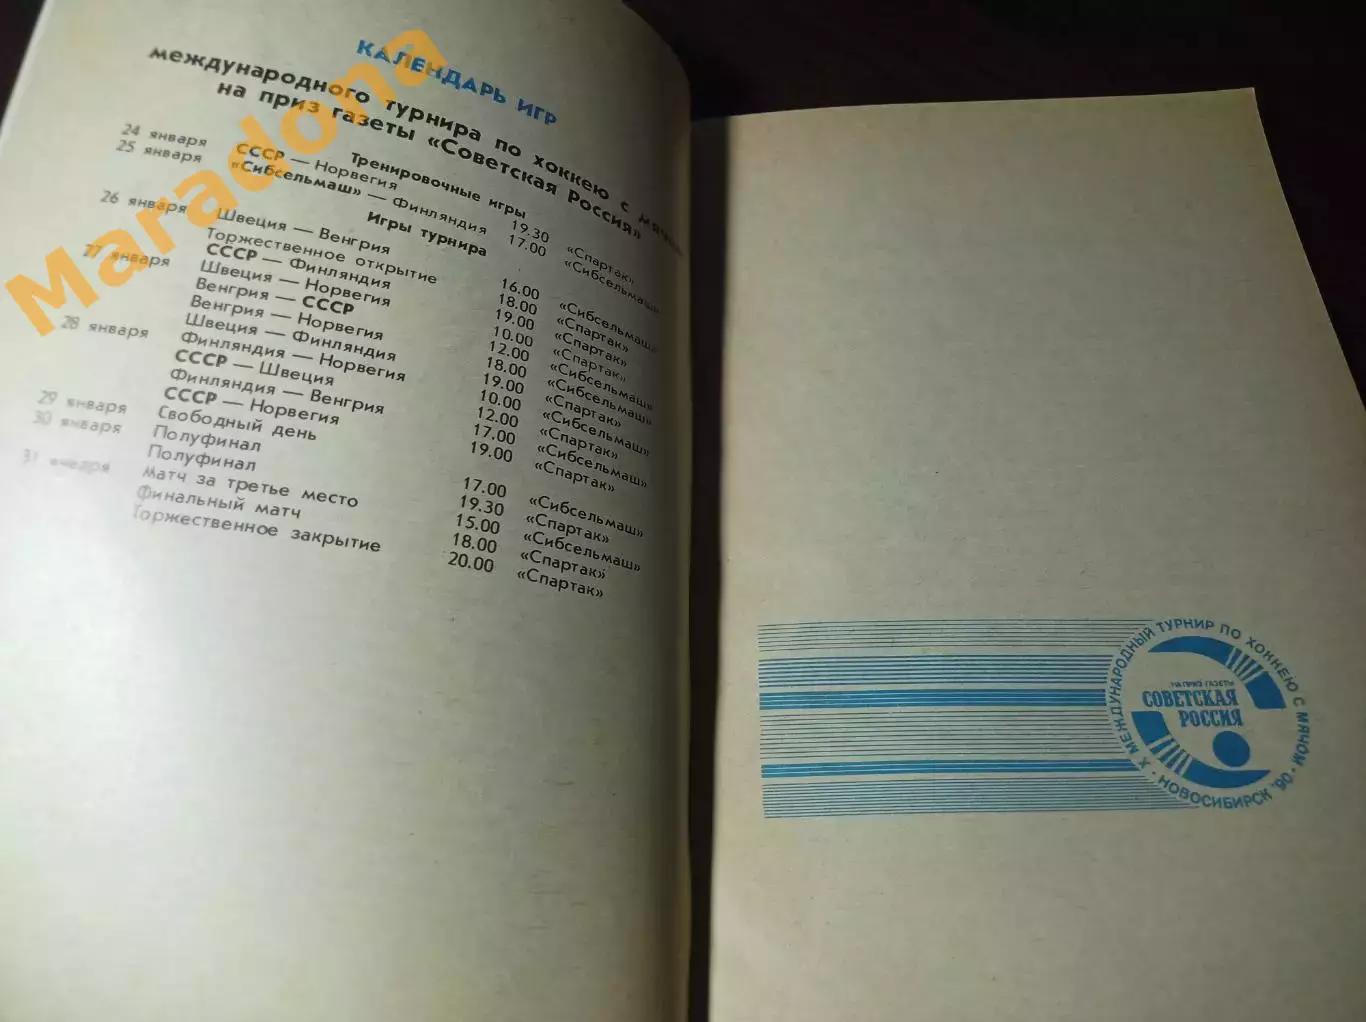 КАЛЕНДАРЬ ИГР
международного турнира по хоккею с мячом
на приз газеты «Советская Россия»
Тренировочные игры
24 января СССР — Норвегия 19.30 «Спартак»
25 января «Сибсельмаш» — Финляндия 17.00 «Сибсельмаш»
Игры турнира
26 января Швеция — Венгрия 16.00 «Сибсельмаш»
Торжественное открытие 18.00 «Спартак»
СССР — Финляндия 19.00 «Спартак»
27 января Швеция — Норвегия 10.00 «Спартак»
Венгрия — СССР 12.00 «Сибсельмаш»
Венгрия — Норвегия 18.00 «Сибсельмаш»
Швеция — Финляндия 19.00 «Спартак»
28 января Финляндия — Норвегия 10.00 «Сибсельмаш»
СССР — Швеция 12.00 «Спартак»
Финляндия — Венгрия 17.00 «Сибсельмаш»
СССР — Норвегия 19.00 «Спартак»
29 января Свободный день
30 января Полуфинал 17.00 «Сибсельмаш»
Полуфинал 19.30 «Спартак»
31 января Матч за третье место 15.00 «Сибсельмаш»
Финальный матч 18.00 «Спартак»
Торжественное закрытие 20.00 «Спартак»
X МЕЖДУНАРОДНЫЙ ТУРНИР ПО ХОККЕЮ С МЯЧОМ · НОВОСИБИРСК '90 ·
НА ПРИЗ ГАЗЕТЫ
СОВЕТСКАЯ
РОССИЯ
Maradona